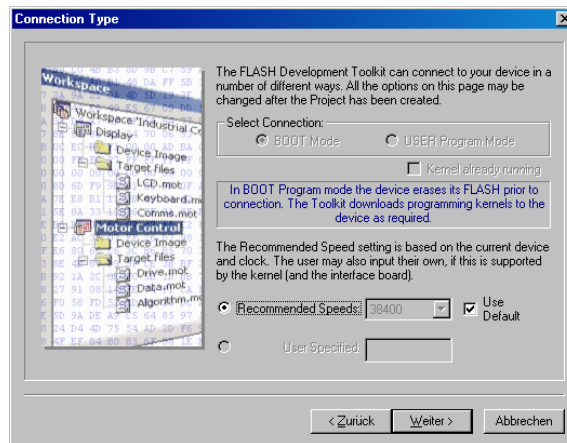 Connection Type
Workspace
Workspace 'Industrial Co
Display
Device Image
Target files
LCD.mot
Keyboard.mot
Comms.mot
Motor Control
Device Image
Target files
Drive.mot
Data.mot
Algorithm.mo
The FLASH Development Toolkit can connect to your device in a
number of different ways. All the options on this page may be
changed after the Project has been created.
Select Connection:
BOOT Mode
USER Program Mode
Kernel already running
In BOOT Program mode the device erases its FLASH prior to
connection. The Toolkit downloads programming kernels to the
device as required.
The Recommended Speed setting is based on the current device
and clock. The user may also input their own, if this is supported
by the kernel (and the interface board).
Recommended Speeds: 38400
Use
Default
User Specified:
< Zurück
Weiter >
Abbrechen